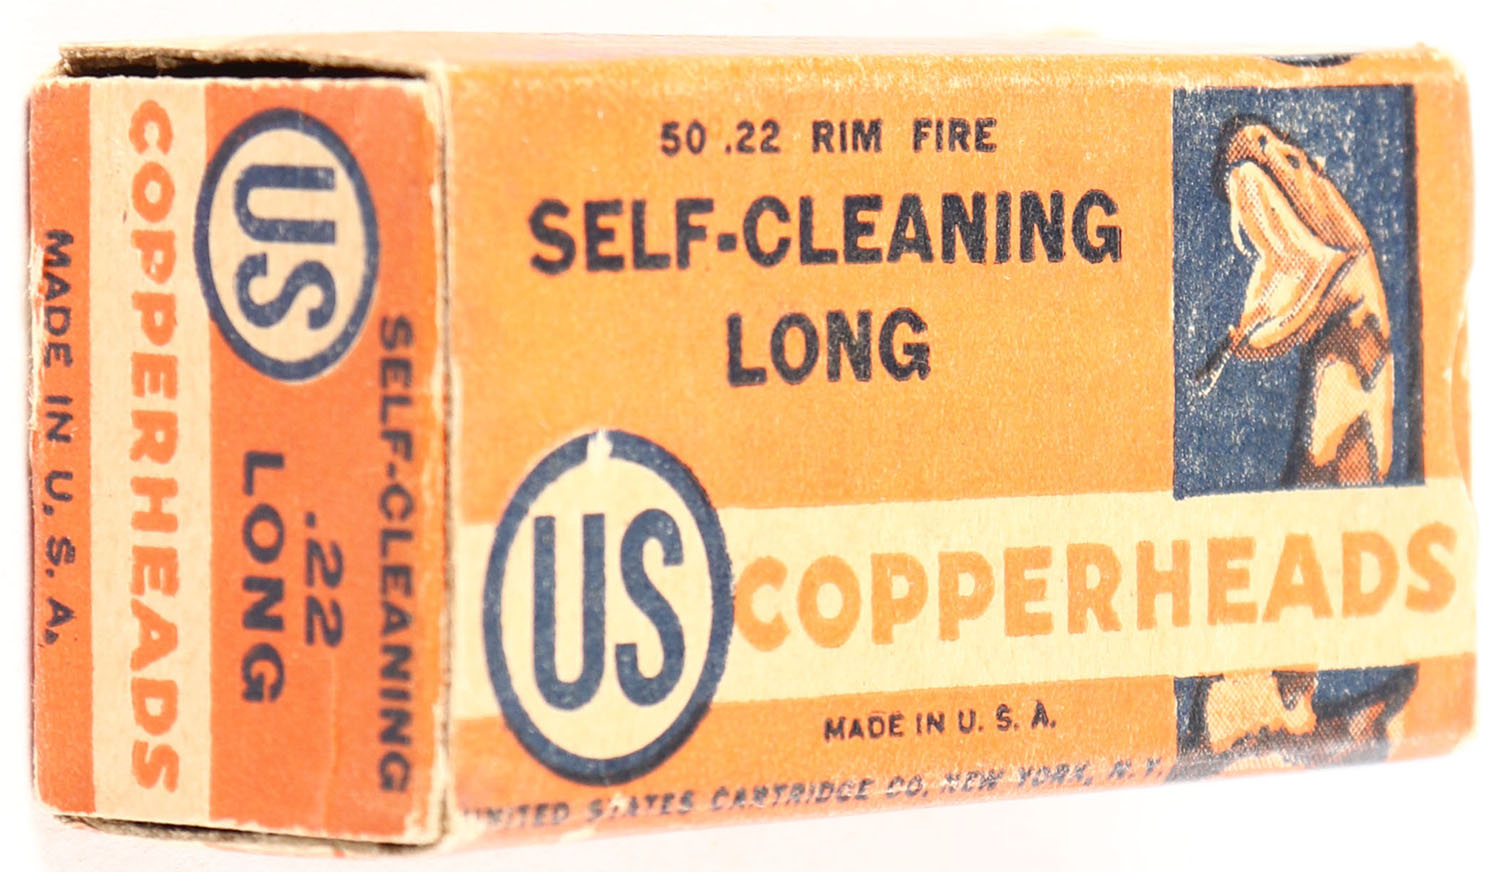 50 .22 RIM FIRE
SELF-CLEANING
LONG
US COPPERHEADS
MADE IN U. S. A.
UNITED STATES CARTRIDGE CO. NEW YORK, N. Y.
US
SELF-CLEANING
.22
LONG
COPPERHEADS
MADE IN U. S. A.